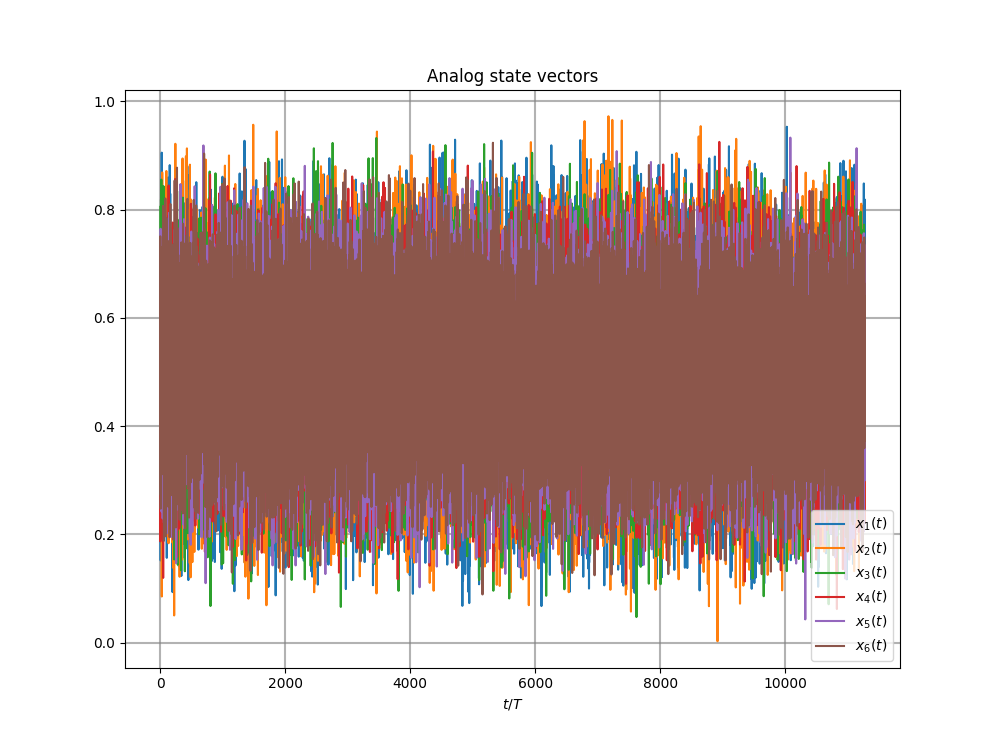 Analog state vectors
1.0
0.8
0.6
0.4
0.2
0.0
0
2000
4000
6000
8000
10000
t/T
x₁(t)
x₂(t)
x₃(t)
x₄(t)
x₅(t)
x₆(t)